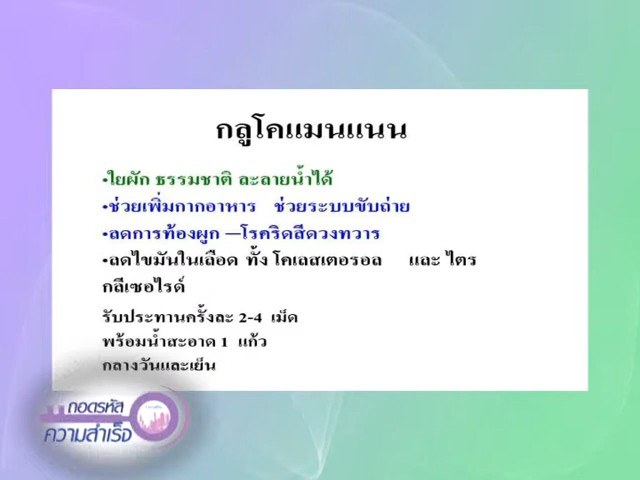 กลูโคแมนแนน
•ใยผัก ธรรมชาติ ละลายน้ำได้
•ช่วยเพิ่มกากอาหาร ช่วยระบบขับถ่าย
•ลดการท้องผูก –โรคริดสีดวงทวาร
•ลดไขมันในเลือด ทั้ง โคเลสเตอรอล และ ไตร
กลีเซอไรด์
รับประทานครั้งละ 2-4 เม็ด
พร้อมน้ำสะอาด 1 แก้ว
กลางวันและเย็น
ถอดรหัส
ความสำเร็จ